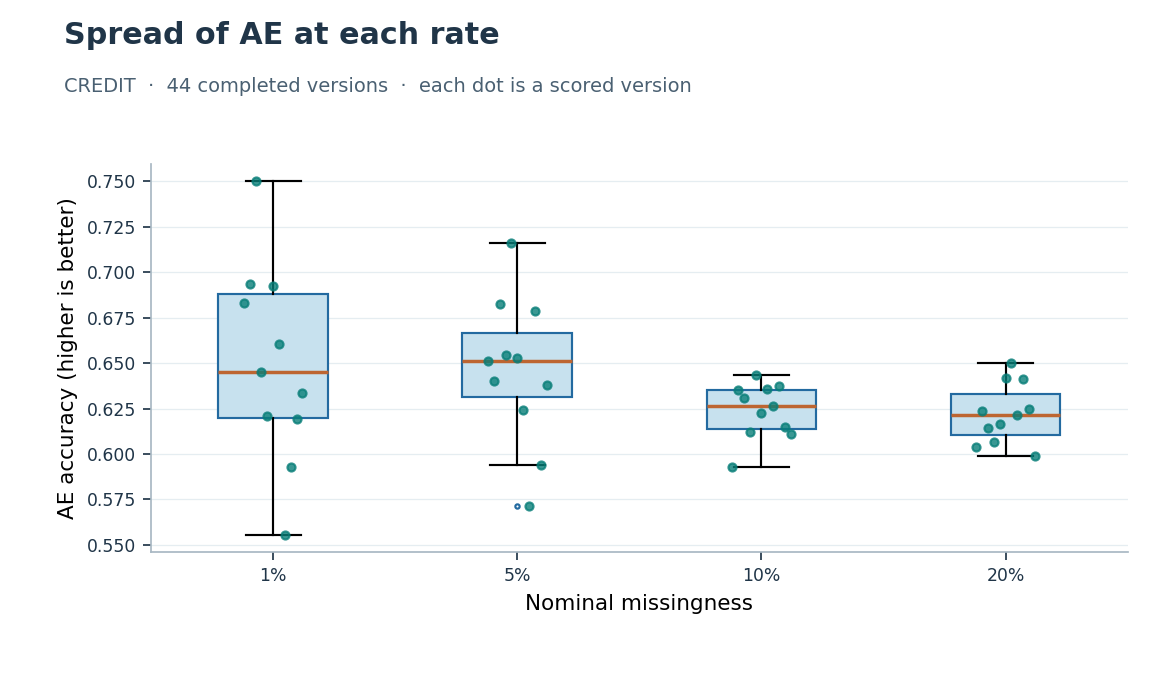 Spread of AE at each rate
CREDIT · 44 completed versions · each dot is a scored version
AE accuracy (higher is better)
0.750
0.725
0.700
0.675
0.650
0.625
0.600
0.575
0.550
1% 5% 10% 20%
Nominal missingness